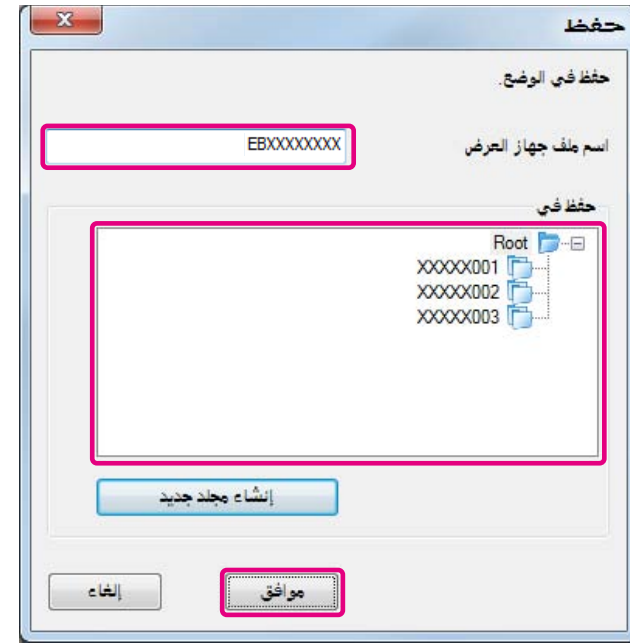 حفظ
حفظ في الوضع.
اسم ملف جهاز العرض
EBXXXXXXXX
حفظ في
Root
XXXXX001
XXXXX002
XXXXX003
إنشاء مجلد جديد
موافق
إلغاء